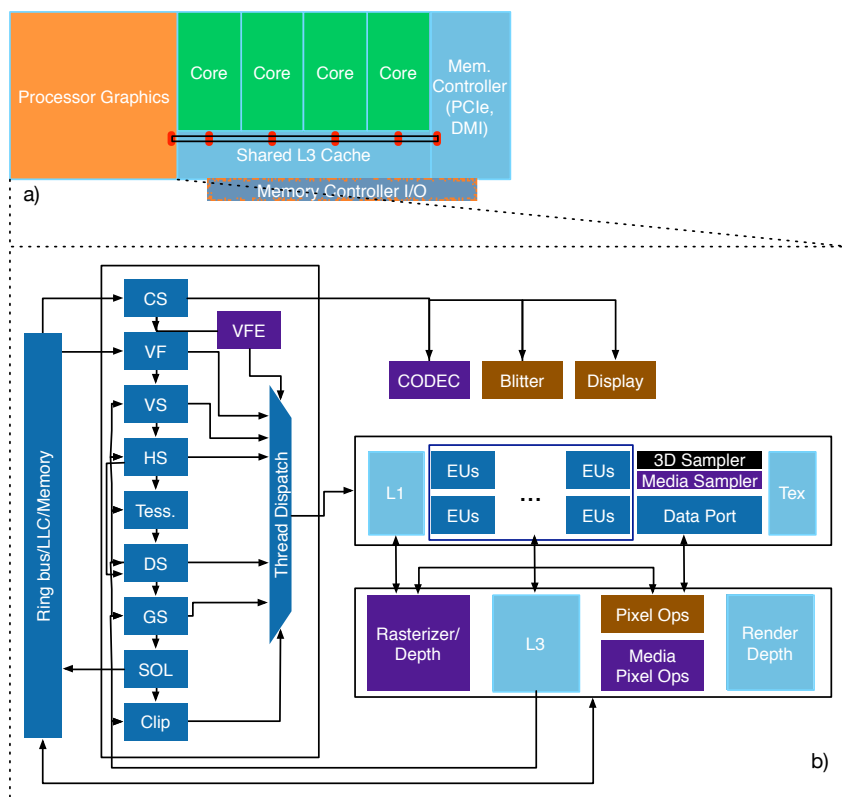 Processor Graphics
Core
Core
Core
Core
Mem.
Controller
(PCIe,
DMI)
Shared L3 Cache
Memory Controller I/O
a)
Ring bus/LLC/Memory
CS
VFE
VF
VS
HS
Tess.
DS
GS
SOL
Clip
Thread Dispatch
CODEC
Blitter
Display
L1
EUs
EUs
...
EUs
EUs
3D Sampler
Media Sampler
Data Port
Tex
Rasterizer/
Depth
L3
Pixel Ops
Media
Pixel Ops
Render
Depth
b)